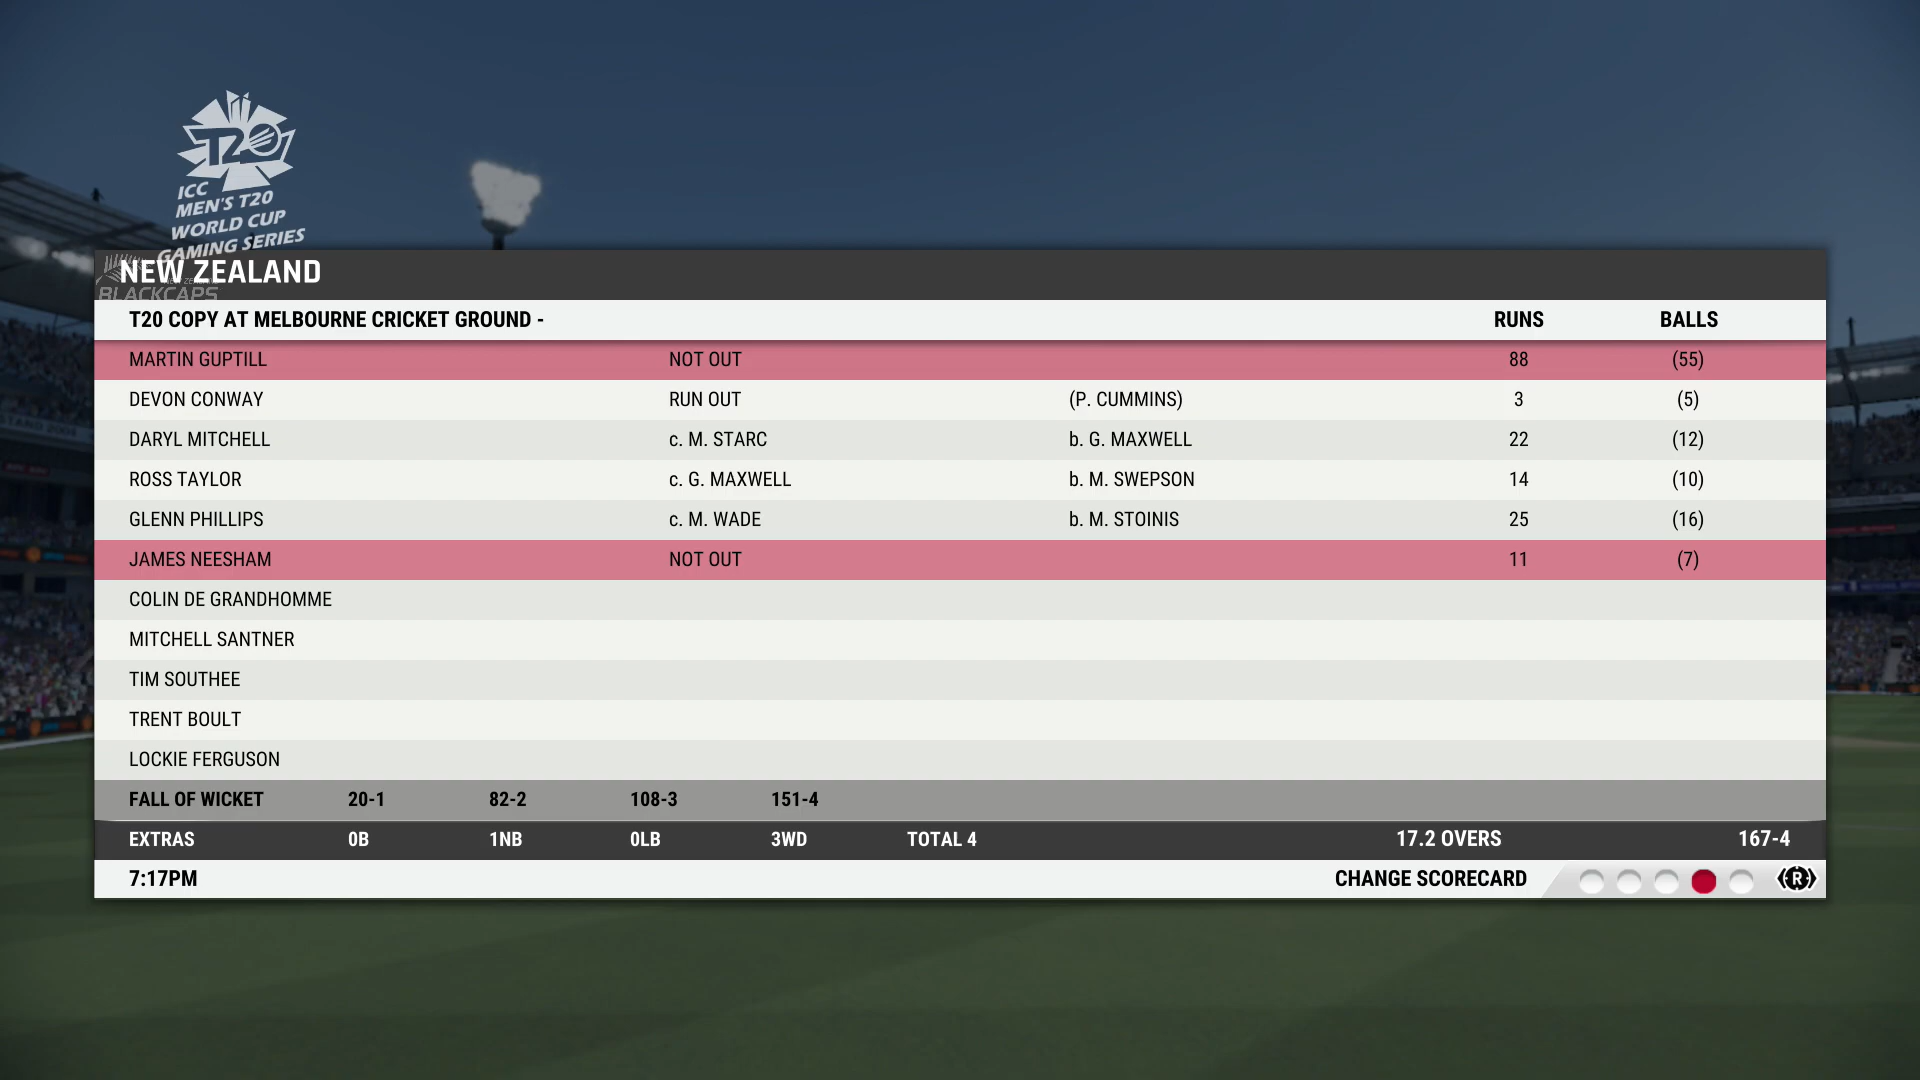 T20
ICC
MEN'S T20
WORLD CUP
GAMING SERIES
NEW ZEALAND
BLACKCAPS
T20 COPY AT MELBOURNE CRICKET GROUND - RUNS BALLS
MARTIN GUPTILL NOT OUT 88 (55)
DEVON CONWAY RUN OUT (P. CUMMINS) 3 (5)
DARYL MITCHELL c. M. STARC b. G. MAXWELL 22 (12)
ROSS TAYLOR c. G. MAXWELL b. M. SWEPSON 14 (10)
GLENN PHILLIPS c. M. WADE b. M. STOINIS 25 (16)
JAMES NEESHAM NOT OUT 11 (7)
COLIN DE GRANDHOMME
MITCHELL SANTNER
TIM SOUTHEE
TRENT BOULT
LOCKIE FERGUSON
FALL OF WICKET 20-1 82-2 108-3 151-4
EXTRAS 0B 1NB 0LB 3WD TOTAL 4 17.2 OVERS 167-4
7:17PM CHANGE SCORECARD R